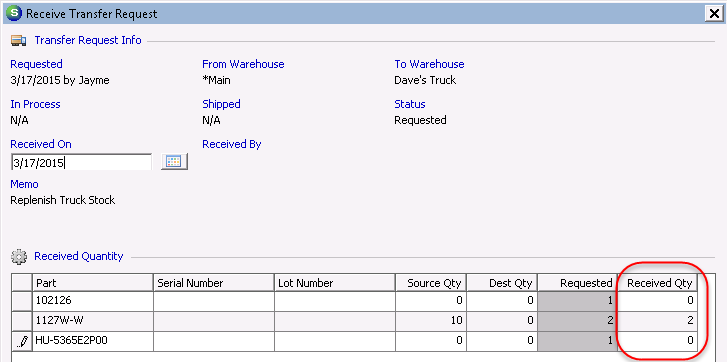 Receive Transfer Request
Transfer Request Info
Requested From Warehouse To Warehouse
3/17/2015 by Jayme *Main Dave's Truck
In Process Shipped Status
N/A N/A Requested
Received On Received By
3/17/2015
Memo
Replenish Truck Stock
Received Quantity
Part Serial Number Lot Number Source Qty Dest Qty Requested Received Qty
102126 0 0 1 0
1127W-W 10 0 2 2
HU-5365E2P00 0 0 1 0